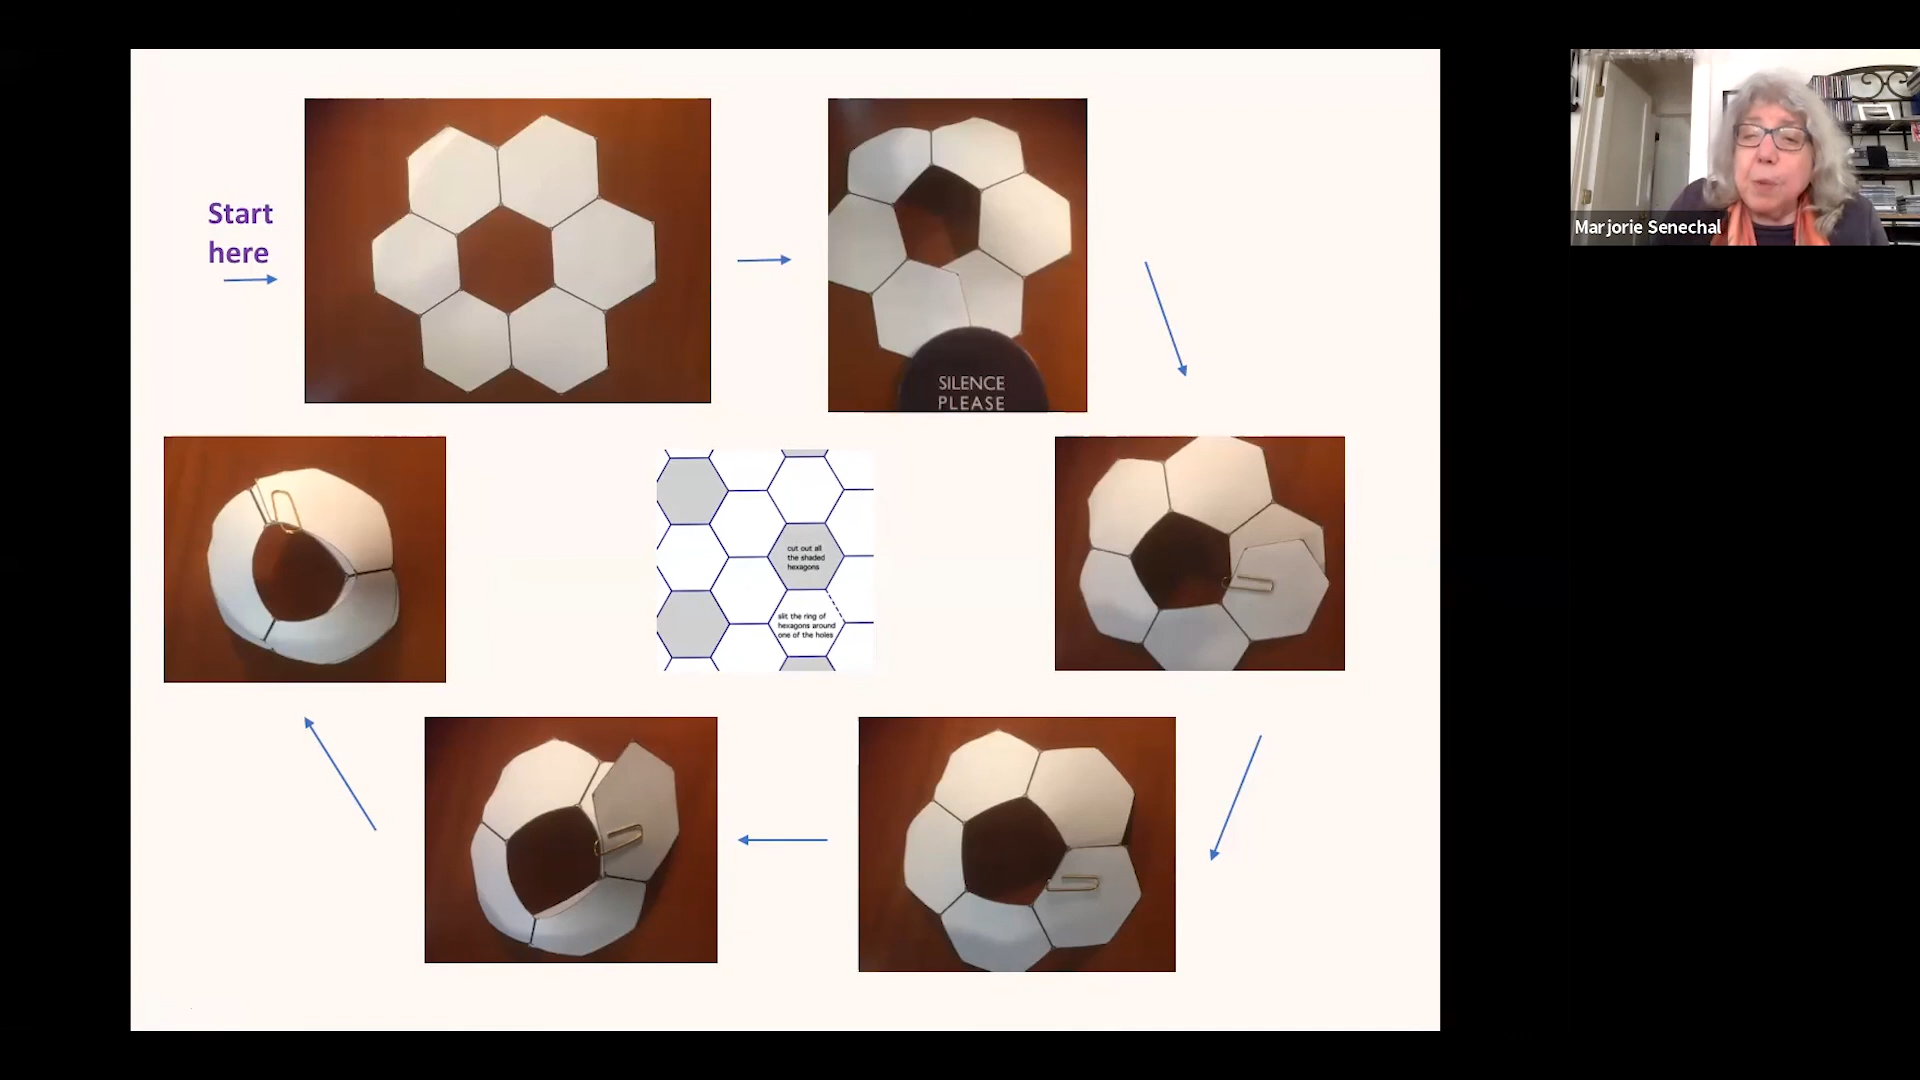 Start
here
SILENCE
PLEASE
Marjorie Senechal
cut out all
the shaded
hexagons
slit the ring of
hexagons around
one of the holes